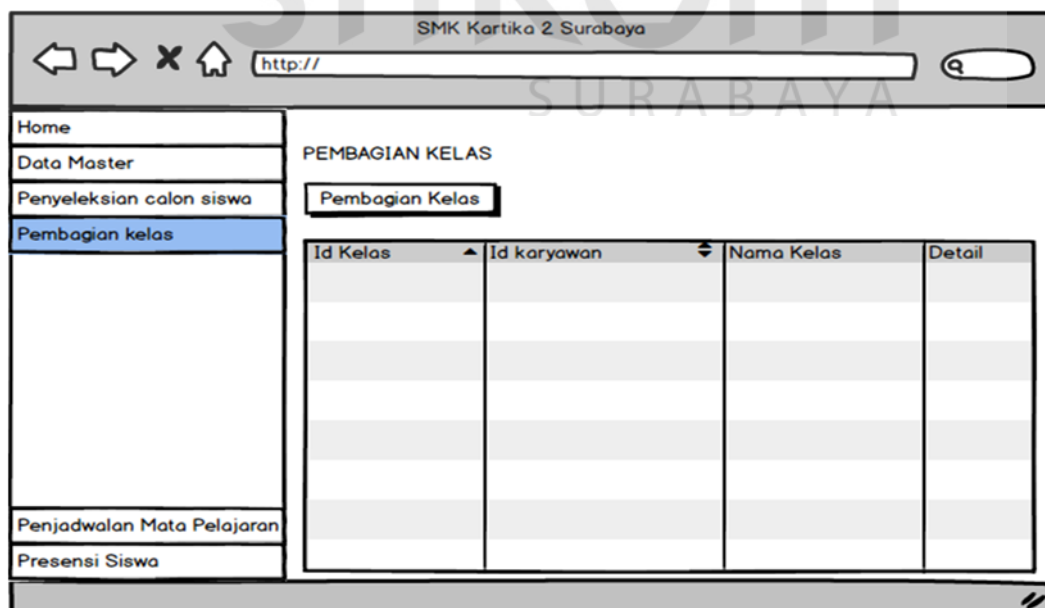 SMK Kartika 2 Surabaya
http://
SURABAYA
Home
Data Master
Penyeleksian calon siswa
Pembagian kelas
Penjadwalan Mata Pelajaran
Presensi Siswa
PEMBAGIAN KELAS
Pembagian Kelas
Id Kelas Id karyawan Nama Kelas Detail